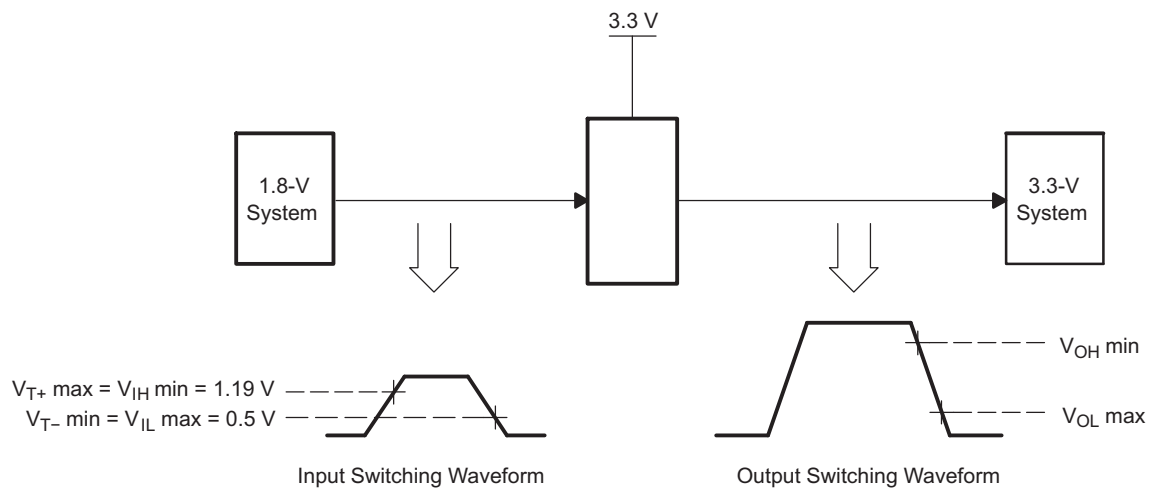 3.3 V
1.8-V
System
3.3-V
System
V_T+ max = V_IH min = 1.19 V
V_T− min = V_IL max = 0.5 V
V_OH min
V_OL max
Input Switching Waveform
Output Switching Waveform